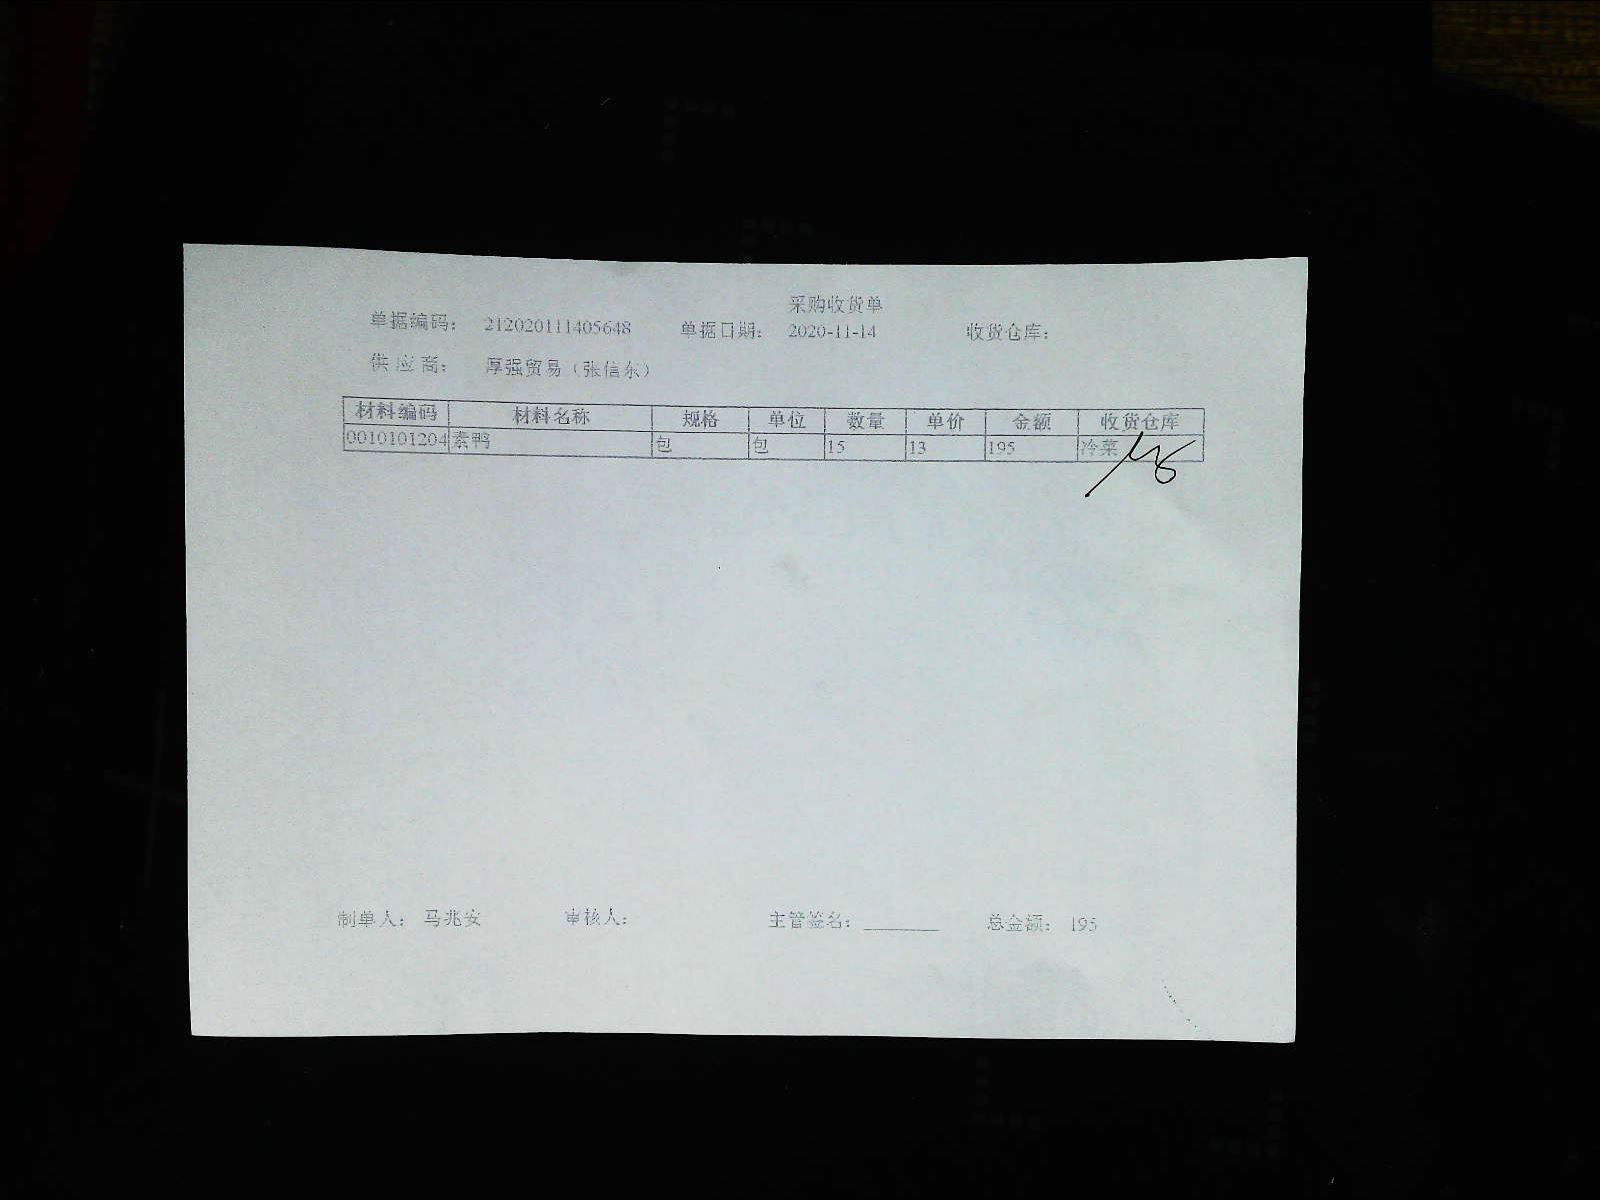 采购收货单
单据编码: 212020111405648 单据日期: 2020-11-14 收货仓库:
供应商: 厚强贸易（张信东）
材料编码 材料名称 规格 单位 数量 单价 金额 收货仓库
0010101204 素鸭 包 包 15 13 195 冷菜
制单人: 马兆安 审核人: 主管签名: ________ 总金额: 195